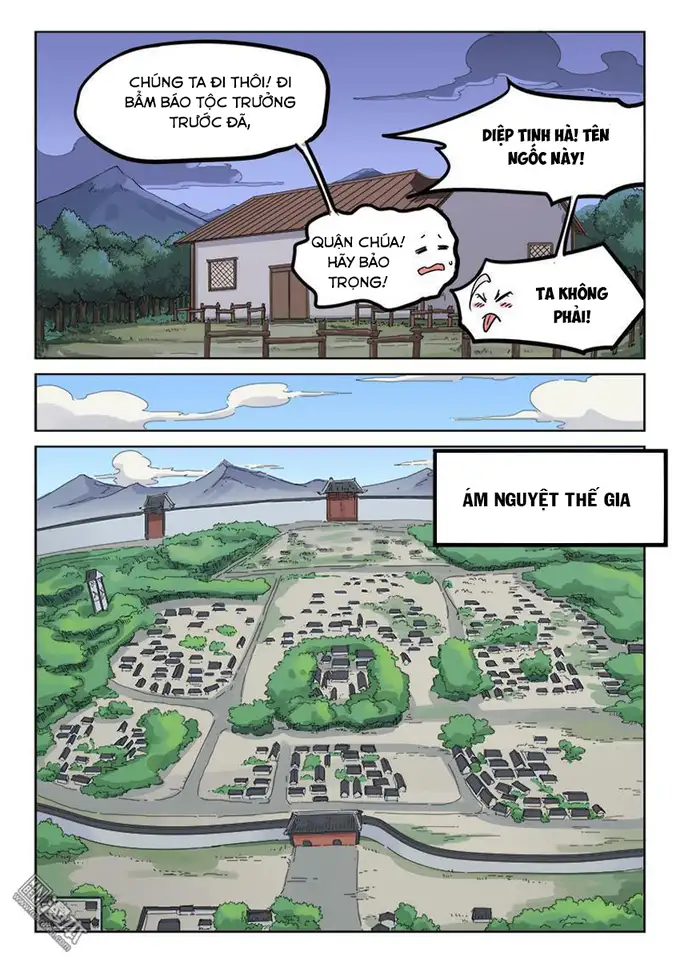 CHÚNG TA ĐI THÔI! ĐI
BẨM BÁO TỘC TRƯỞNG
TRƯỚC ĐÃ,
DIỆP TINH HÀ! TÊN
NGỐC NÀY!
QUẬN CHÚA!
HÃY BẢO
TRỌNG!
TA KHÔNG
PHẢI!
ÁM NGUYỆT THẾ GIA